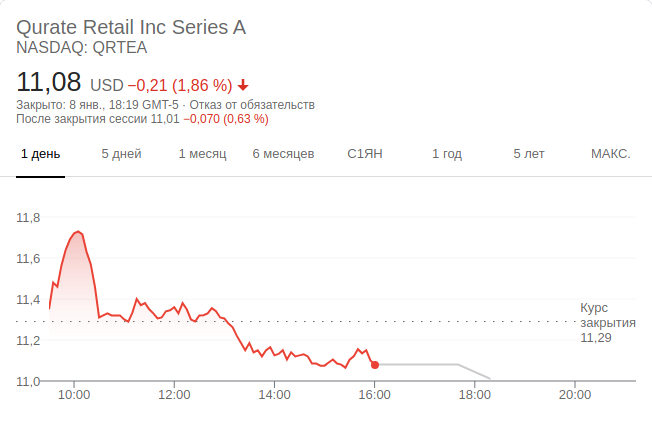 Qurate Retail Inc Series A
NASDAQ: QRTEA
11,08 USD −0,21 (1,86 %)
Закрыто: 8 янв., 18:19 GMT-5 · Отказ от обязательств
После закрытия сессии 11,01 −0,070 (0,63 %)
1 день 5 дней 1 месяц 6 месяцев С1ЯН 1 год 5 лет МАКС.
11,8
11,6
11,4
Курс
закрытия
11,29
11,2
11,0
10:00 12:00 14:00 16:00 18:00 20:00